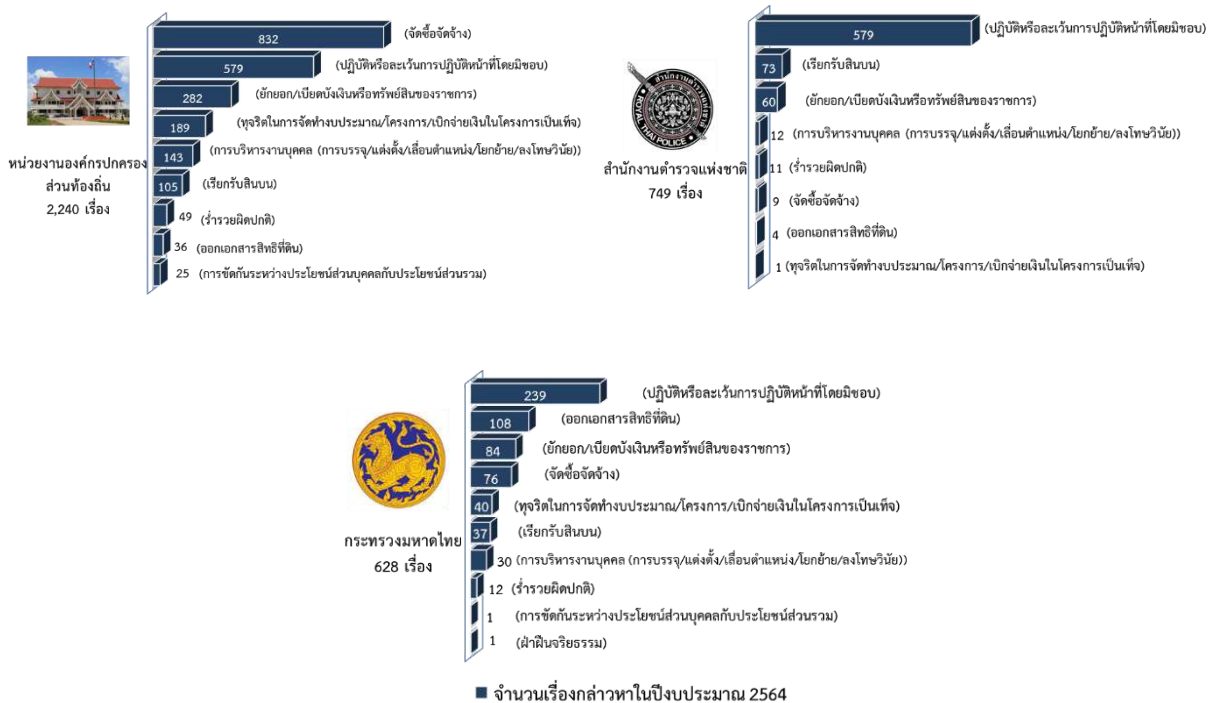 832 (จัดซื้อจัดจ้าง)
579 (ปฏิบัติหรือละเว้นการปฏิบัติหน้าที่โดยมิชอบ)
282 (ยักยอก/เบียดบังเงินหรือทรัพย์สินของราชการ)
189 (ทุจริตในการจัดทำงบประมาณ/โครงการ/เบิกจ่ายเงินในโครงการเป็นเท็จ)
143 (การบริหารงานบุคคล (การบรรจุ/แต่งตั้ง/เลื่อนตำแหน่ง/โยกย้าย/ลงโทษวินัย))
105 (เรียกรับสินบน)
49 (ร่ำรวยผิดปกติ)
36 (ออกเอกสารสิทธิที่ดิน)
25 (การขัดกันระหว่างประโยชน์ส่วนบุคคลกับประโยชน์ส่วนรวม)
หน่วยงานองค์กรปกครอง
ส่วนท้องถิ่น
2,240 เรื่อง
579 (ปฏิบัติหรือละเว้นการปฏิบัติหน้าที่โดยมิชอบ)
73 (เรียกรับสินบน)
60 (ยักยอก/เบียดบังเงินหรือทรัพย์สินของราชการ)
12 (การบริหารงานบุคคล (การบรรจุ/แต่งตั้ง/เลื่อนตำแหน่ง/โยกย้าย/ลงโทษวินัย))
11 (ร่ำรวยผิดปกติ)
9 (จัดซื้อจัดจ้าง)
4 (ออกเอกสารสิทธิที่ดิน)
1 (ทุจริตในการจัดทำงบประมาณ/โครงการ/เบิกจ่ายเงินในโครงการเป็นเท็จ)
สำนักงานตำรวจแห่งชาติ
ROYAL THAI POLICE
สำนักงานตำรวจแห่งชาติ
749 เรื่อง
239 (ปฏิบัติหรือละเว้นการปฏิบัติหน้าที่โดยมิชอบ)
108 (ออกเอกสารสิทธิที่ดิน)
84 (ยักยอก/เบียดบังเงินหรือทรัพย์สินของราชการ)
76 (จัดซื้อจัดจ้าง)
40 (ทุจริตในการจัดทำงบประมาณ/โครงการ/เบิกจ่ายเงินในโครงการเป็นเท็จ)
37 (เรียกรับสินบน)
30 (การบริหารงานบุคคล (การบรรจุ/แต่งตั้ง/เลื่อนตำแหน่ง/โยกย้าย/ลงโทษวินัย))
12 (ร่ำรวยผิดปกติ)
1 (การขัดกันระหว่างประโยชน์ส่วนบุคคลกับประโยชน์ส่วนรวม)
1 (ฝ่าฝืนจริยธรรม)
กระทรวงมหาดไทย
628 เรื่อง
จำนวนเรื่องกล่าวหาในปีงบประมาณ 2564